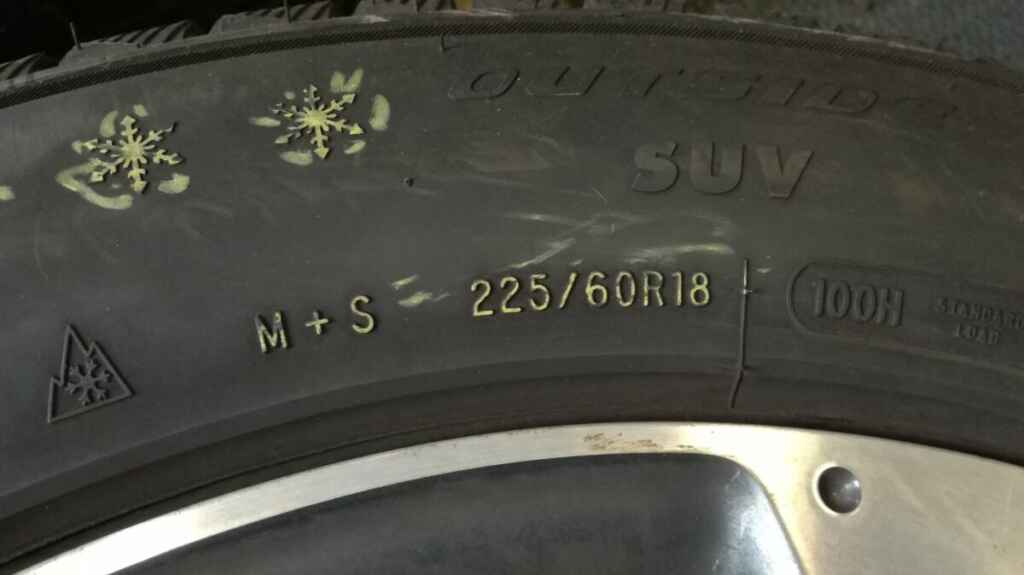 OUTSIDE
SUV
M + S 225/60R18
100H
STANDARD
LOAD